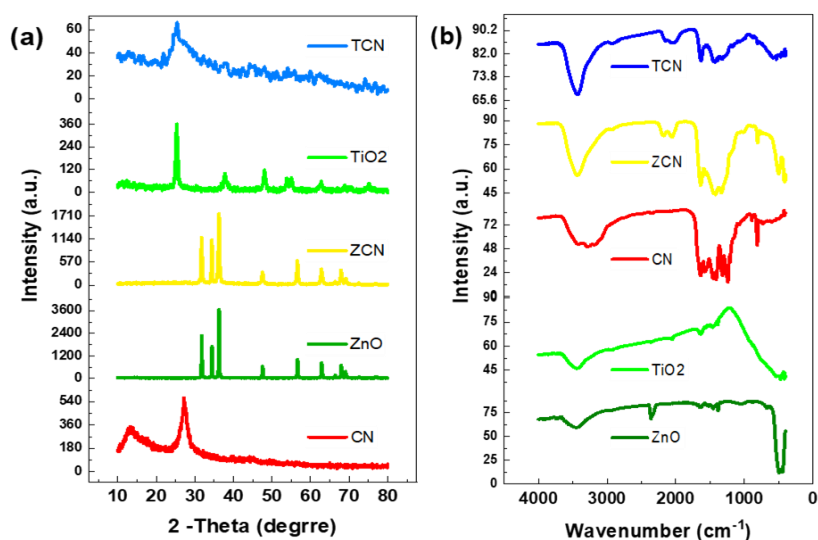 (a)
Intensity (a.u.)
60
40
20
0
TCN
360
240
120
0
TiO2
1710
1140
570
0
ZCN
3600
2400
1200
0
ZnO
540
360
180
0
CN
10 20 30 40 50 60 70 80
2 -Theta (degrre)
(b)
Intensity (a.u.)
90.2
82.0
73.8
65.6
TCN
90
75
60
45
ZCN
72
48
24
0
CN
90
75
60
45
TiO2
75
50
25
0
ZnO
4000 3000 2000 1000 0
Wavenumber (cm⁻¹)